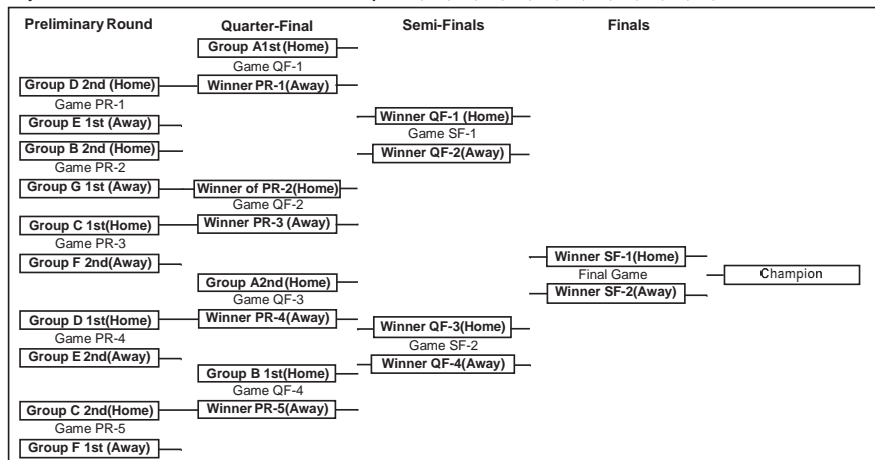 Preliminary Round
Quarter-Final
Semi-Finals
Finals
Group D 2nd (Home)
Game PR-1
Group E 1st (Away)
Group B 2nd (Home)
Game PR-2
Group G 1st (Away)
Group C 1st(Home)
Game PR-3
Group F 2nd(Away)
Group D 1st(Home)
Game PR-4
Group E 2nd(Away)
Group C 2nd(Home)
Game PR-5
Group F 1st (Away)
Group A1st(Home)
Game QF-1
Winner PR-1(Away)
Winner of PR-2(Home)
Game QF-2
Winner PR-3 (Away)
Group A2nd(Home)
Game QF-3
Winner PR-4(Away)
Group B 1st(Home)
Game QF-4
Winner PR-5(Away)
Winner QF-1 (Home)
Game SF-1
Winner QF-2(Away)
Winner QF-3(Home)
Game SF-2
Winner QF-4(Away)
Winner SF-1(Home)
Final Game
Winner SF-2(Away)
Champion